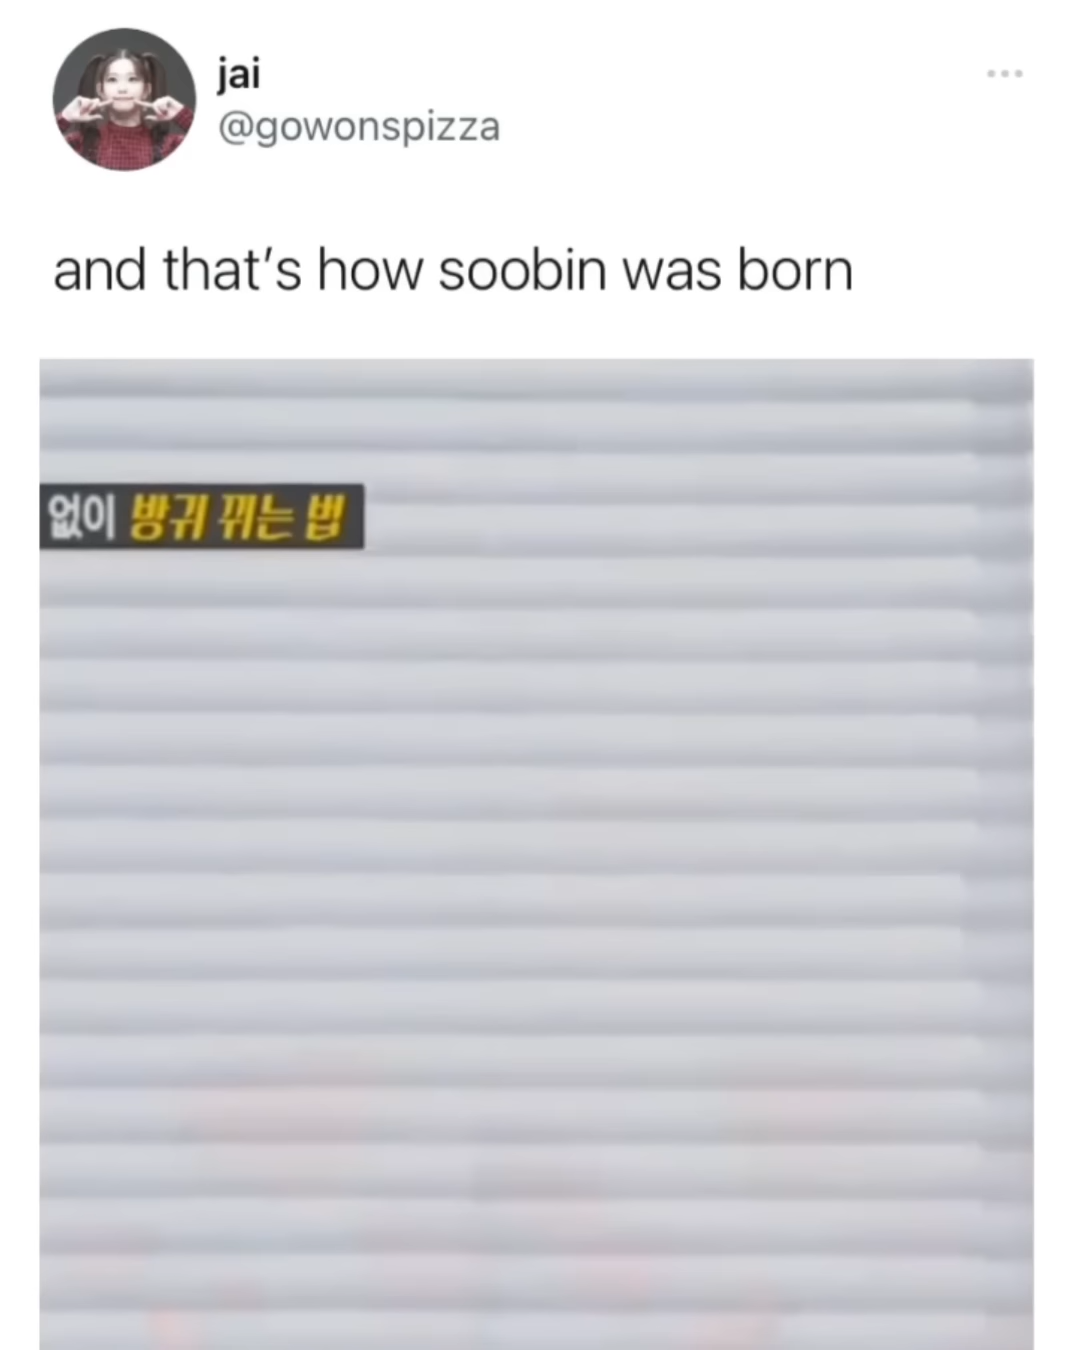 jai
@gowonspizza
and that’s how soobin was born
없이 방귀 뀌는 법